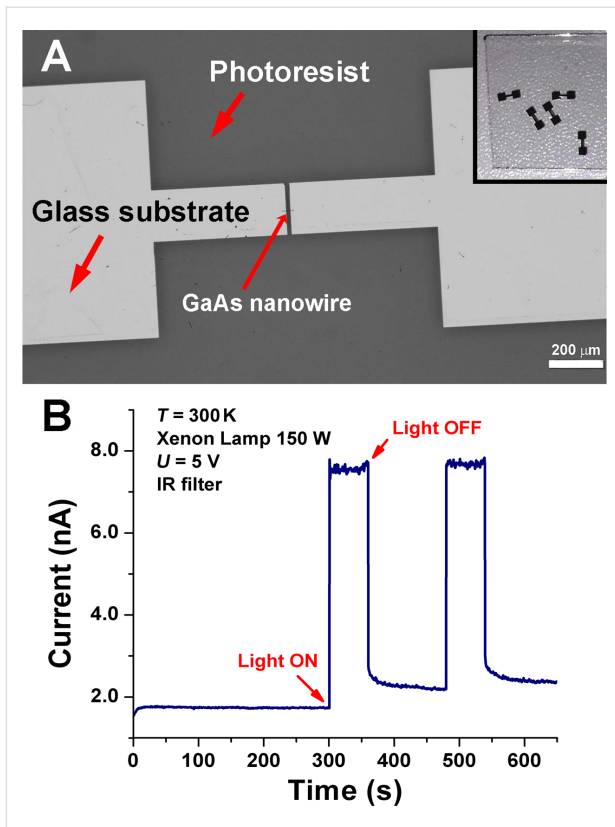 A
Photoresist
Glass substrate
GaAs nanowire
200 μm
B
T = 300 K
Xenon Lamp 150 W
U = 5 V
IR filter
Light OFF
Light ON
8.0
6.0
4.0
2.0
Current (nA)
0 100 200 300 400 500 600
Time (s)